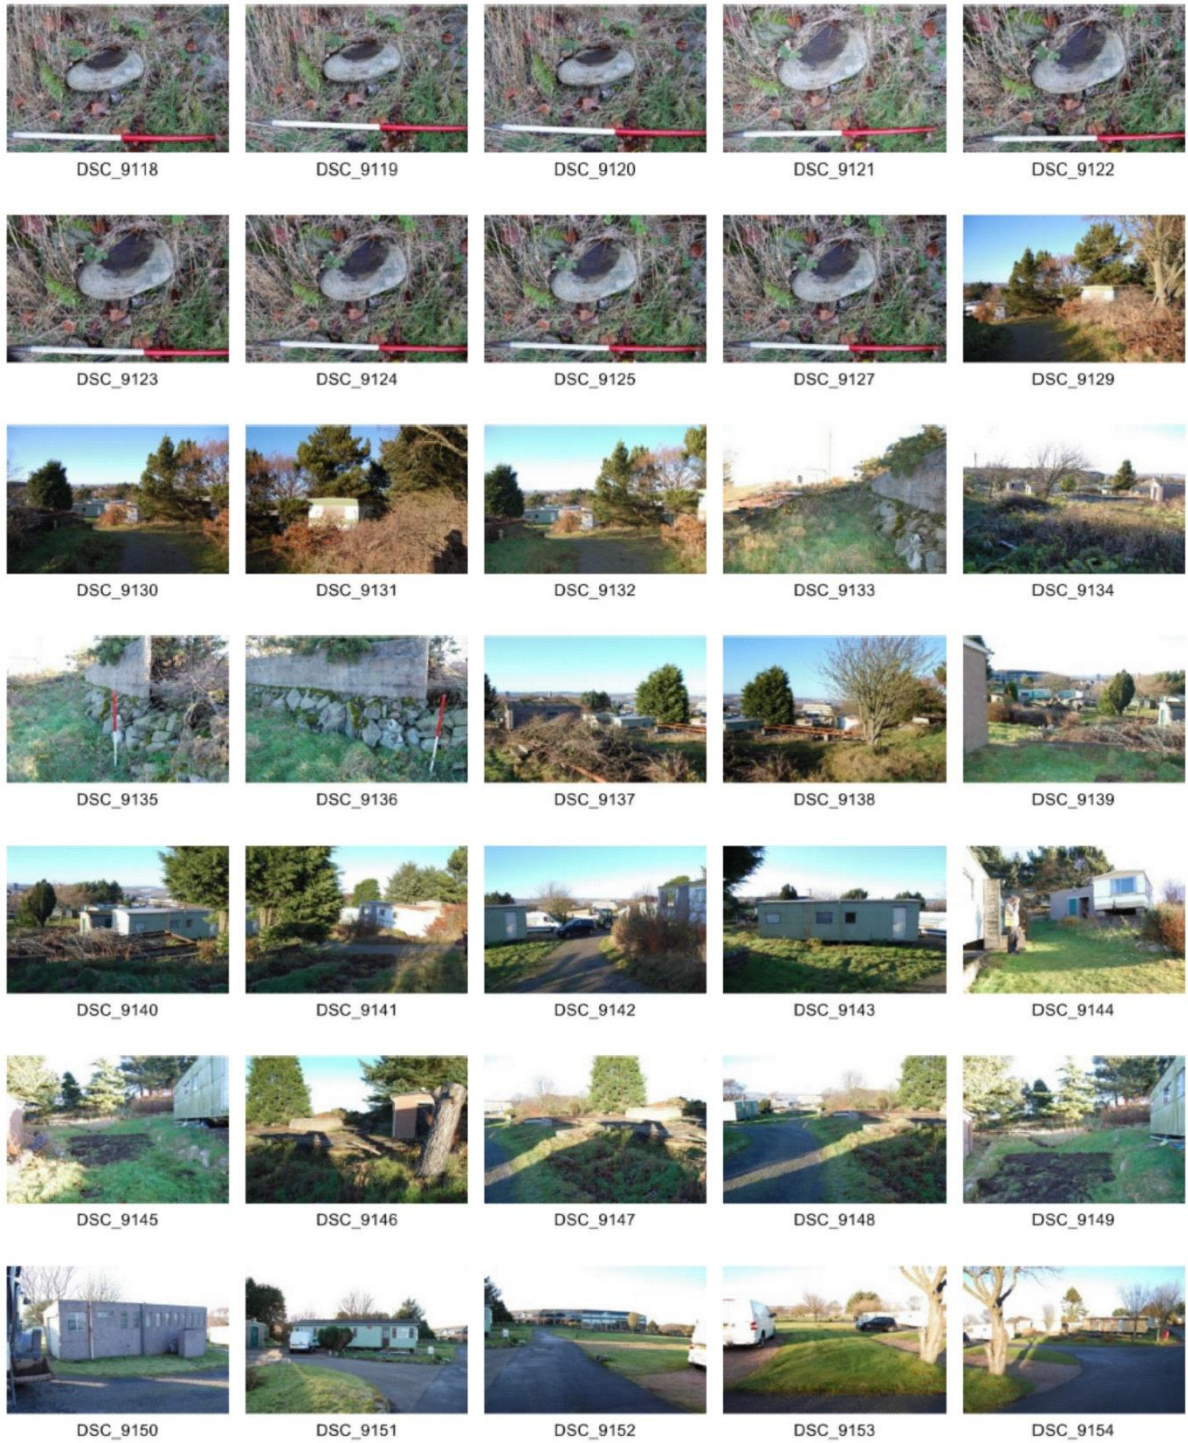 DSC_9118 DSC_9119 DSC_9120 DSC_9121 DSC_9122
DSC_9123 DSC_9124 DSC_9125 DSC_9127 DSC_9129
DSC_9130 DSC_9131 DSC_9132 DSC_9133 DSC_9134
DSC_9135 DSC_9136 DSC_9137 DSC_9138 DSC_9139
DSC_9140 DSC_9141 DSC_9142 DSC_9143 DSC_9144
DSC_9145 DSC_9146 DSC_9147 DSC_9148 DSC_9149
DSC_9150 DSC_9151 DSC_9152 DSC_9153 DSC_9154